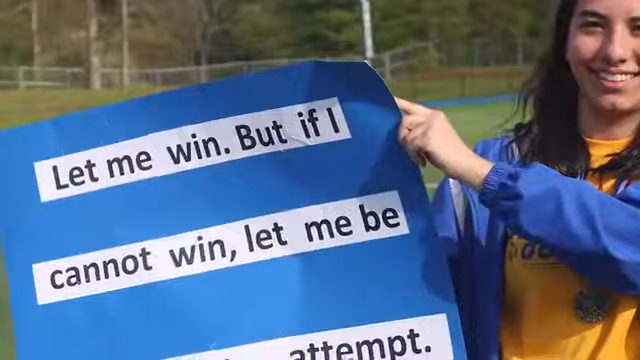 Let me win. But if I
cannot win, let me be
attempt.